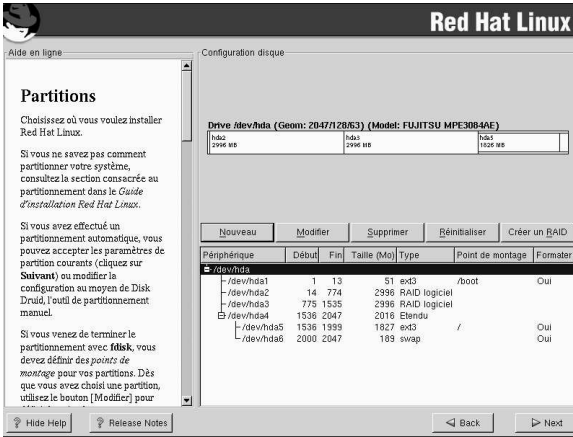 Red Hat Linux
Aide en ligne
Partitions
Choisissez où vous voulez installer
Red Hat Linux.
Si vous ne savez pas comment
partitionner votre système,
consultez la section consacrée au
partitionnement dans le Guide
d'installation Red Hat Linux.
Si vous avez effectué un
partitionnement automatique, vous
pouvez accepter les paramètres de
partition courants (cliquez sur
Suivant) ou modifier la
configuration au moyen de Disk
Druid, l'outil de partitionnement
manuel.
Si vous venez de terminer le
partitionnement avec fdisk, vous
devez définir des points de
montage pour vos partitions. Dès
que vous avez choisi une partition,
utilisez le bouton [Modifier] pour
Configuration disque
Drive /dev/hda (Geom: 2047/128/63) (Model: FUJITSU MPE3084AE)
hda2 hda3 hda5
2996 MB 2996 MB 1826 MB
Nouveau Modifier Supprimer Réinitialiser Créer un RAID
Périphérique Début Fin Taille (Mo) Type Point de montage Formater
/dev/hda
/dev/hda1 1 13 51 ext3 /boot Oui
/dev/hda2 14 774 2996 RAID logiciel
/dev/hda3 775 1535 2996 RAID logiciel
/dev/hda4 1536 2047 2016 Etendu
/dev/hda5 1536 1999 1827 ext3 / Oui
/dev/hda6 2000 2047 189 swap Oui
Hide Help Release Notes Back Next